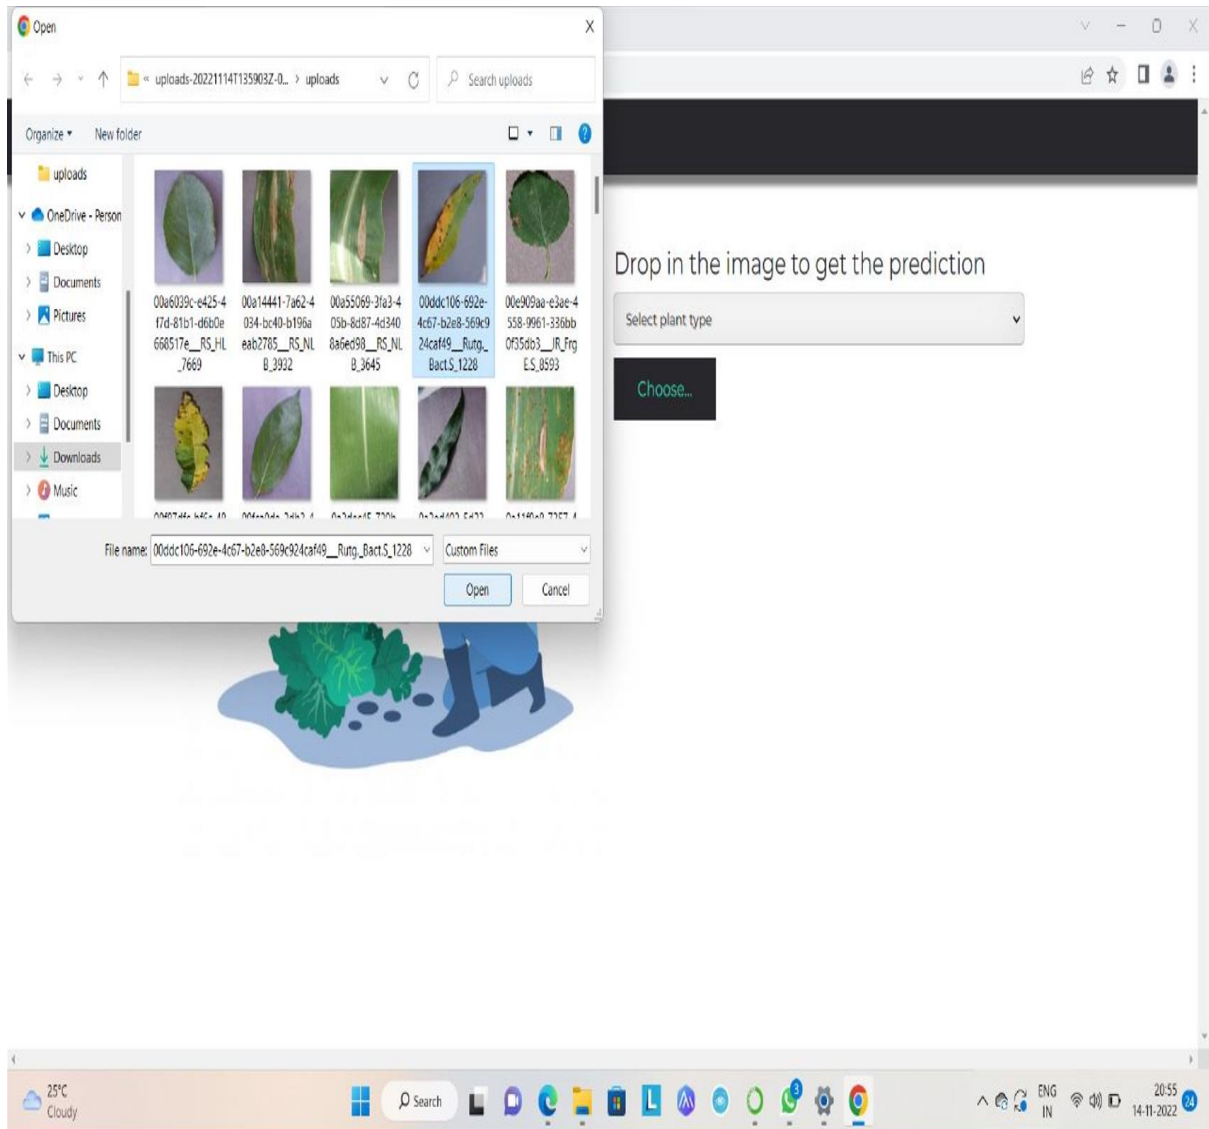 Open
« uploads-20221114T135903Z-0... > uploads
Search uploads
Organize
New folder
uploads
OneDrive - Person
Desktop
Documents
Pictures
This PC
Desktop
Documents
Downloads
Music
00a6039c-e425-4
f7d-81b1-d6b0e
668517e__RS_HL
_7669
00a14441-7a62-4
034-bc40-b196a
eab2785__RS_NL
B_3932
00a55069-3fa3-4
05b-8d87-4d340
8a6ed98__RS_NL
B_3645
00ddc106-692e-
4c67-b2e8-569c9
24caf49__Rutg._
Bact.S_1228
00e909aa-e3ae-4
558-9961-336bb
0f35db3__JR_Frg
E.S_8593
File name:
00ddc106-692e-4c67-b2e8-569c924caf49__Rutg._Bact.S_1228
Custom Files
Open
Cancel
Drop in the image to get the prediction
Select plant type
Choose...
25°C
Cloudy
Search
L
3
ENG
IN
20:55
14-11-2022
24